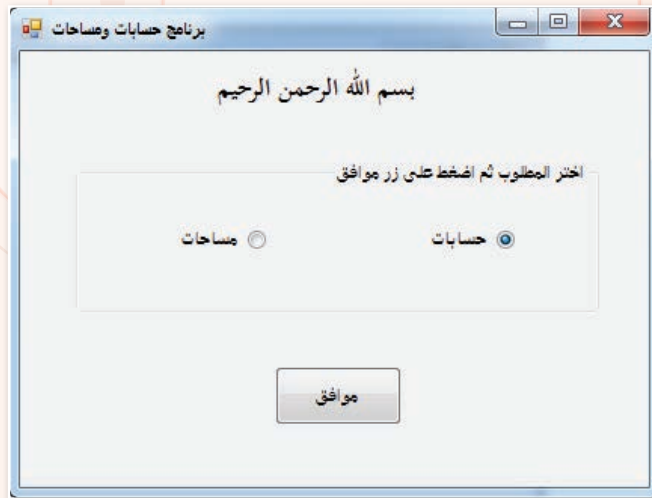 برنامج حسابات ومساحات
بسم الله الرحمن الرحيم
اختر المطلوب ثم اضغط على زر موافق
حسابات
مساحات
موافق